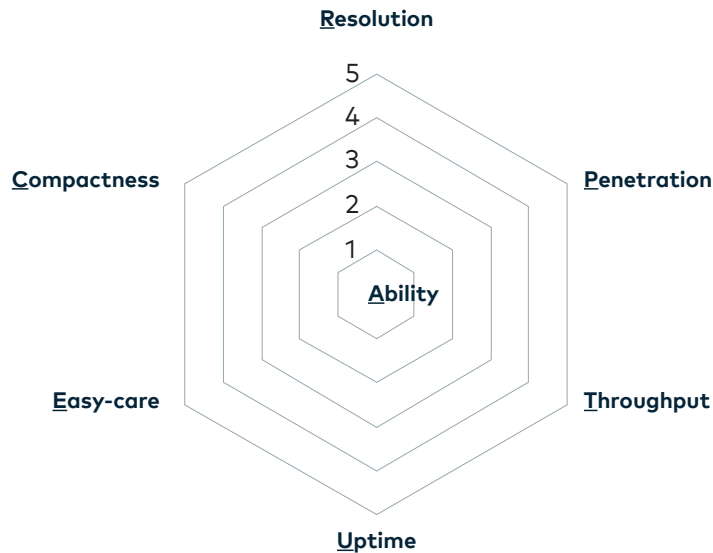 Resolution
5
4
3
2
1
Compactness
Penetration
Ability
Easy-care
Throughput
Uptime